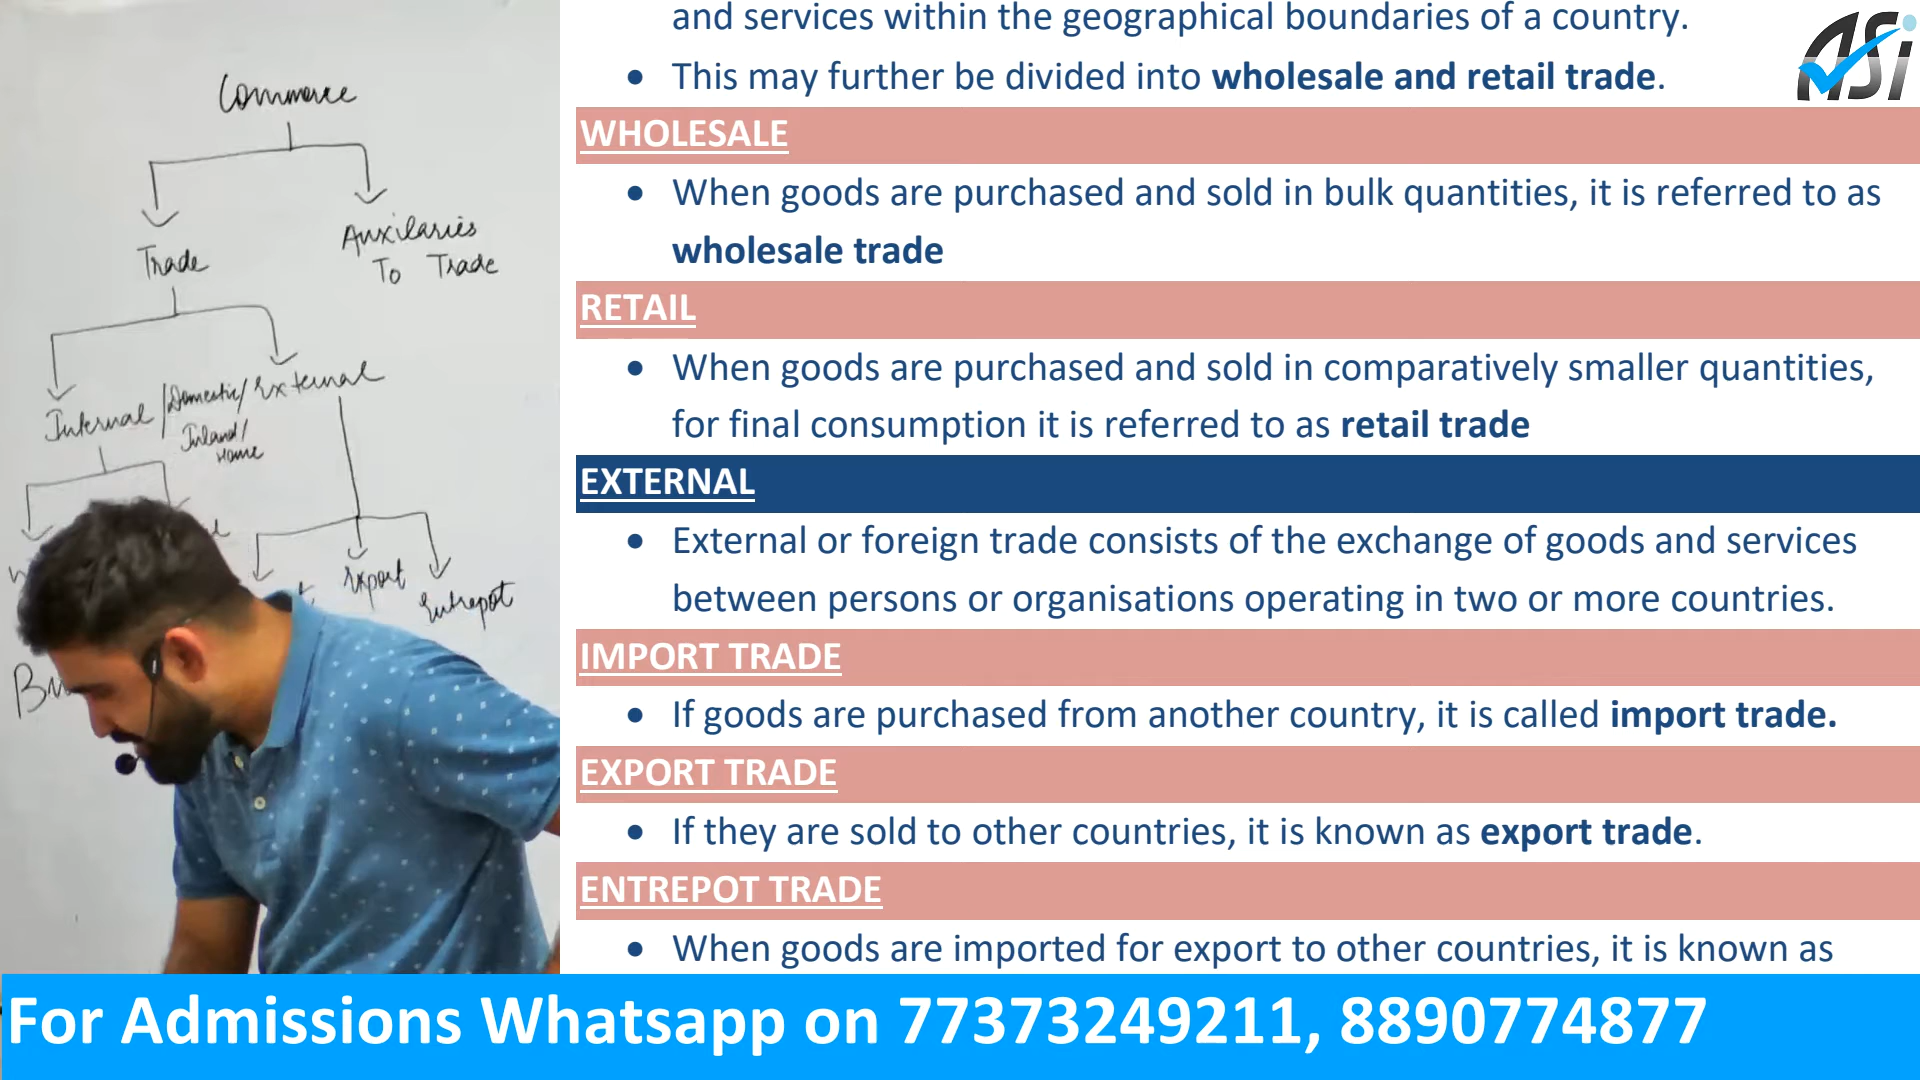 Commerce
Trade
Auxilaries
To Trade
Internal /Domestic/ External
Inland/
Home
Export
Entrepot
and services within the geographical boundaries of a country.
• This may further be divided into wholesale and retail trade.
ASi
WHOLESALE
• When goods are purchased and sold in bulk quantities, it is referred to as
wholesale trade
RETAIL
• When goods are purchased and sold in comparatively smaller quantities,
for final consumption it is referred to as retail trade
EXTERNAL
• External or foreign trade consists of the exchange of goods and services
between persons or organisations operating in two or more countries.
IMPORT TRADE
• If goods are purchased from another country, it is called import trade.
EXPORT TRADE
• If they are sold to other countries, it is known as export trade.
ENTREPOT TRADE
• When goods are imported for export to other countries, it is known as
For Admissions Whatsapp on 77373249211, 8890774877